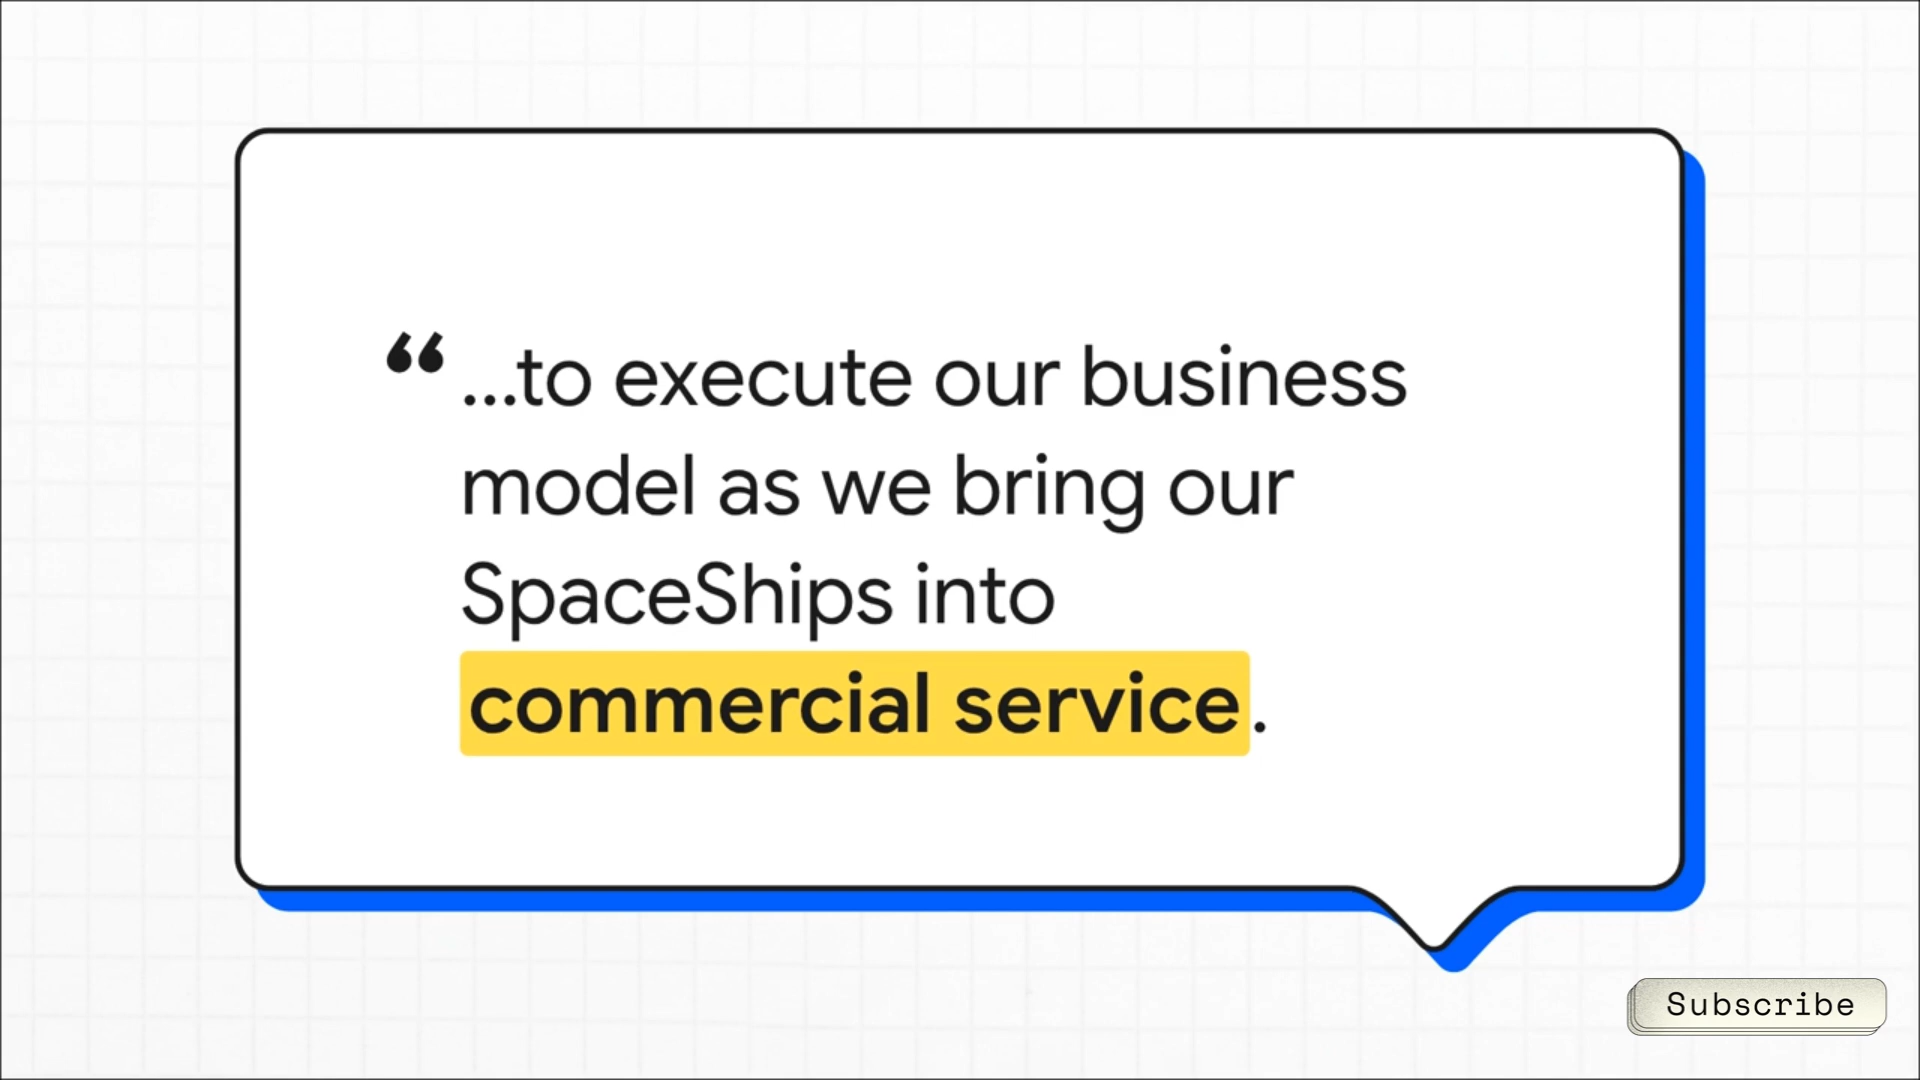 “...to execute our business
model as we bring our
SpaceShips into
commercial service.
Subscribe